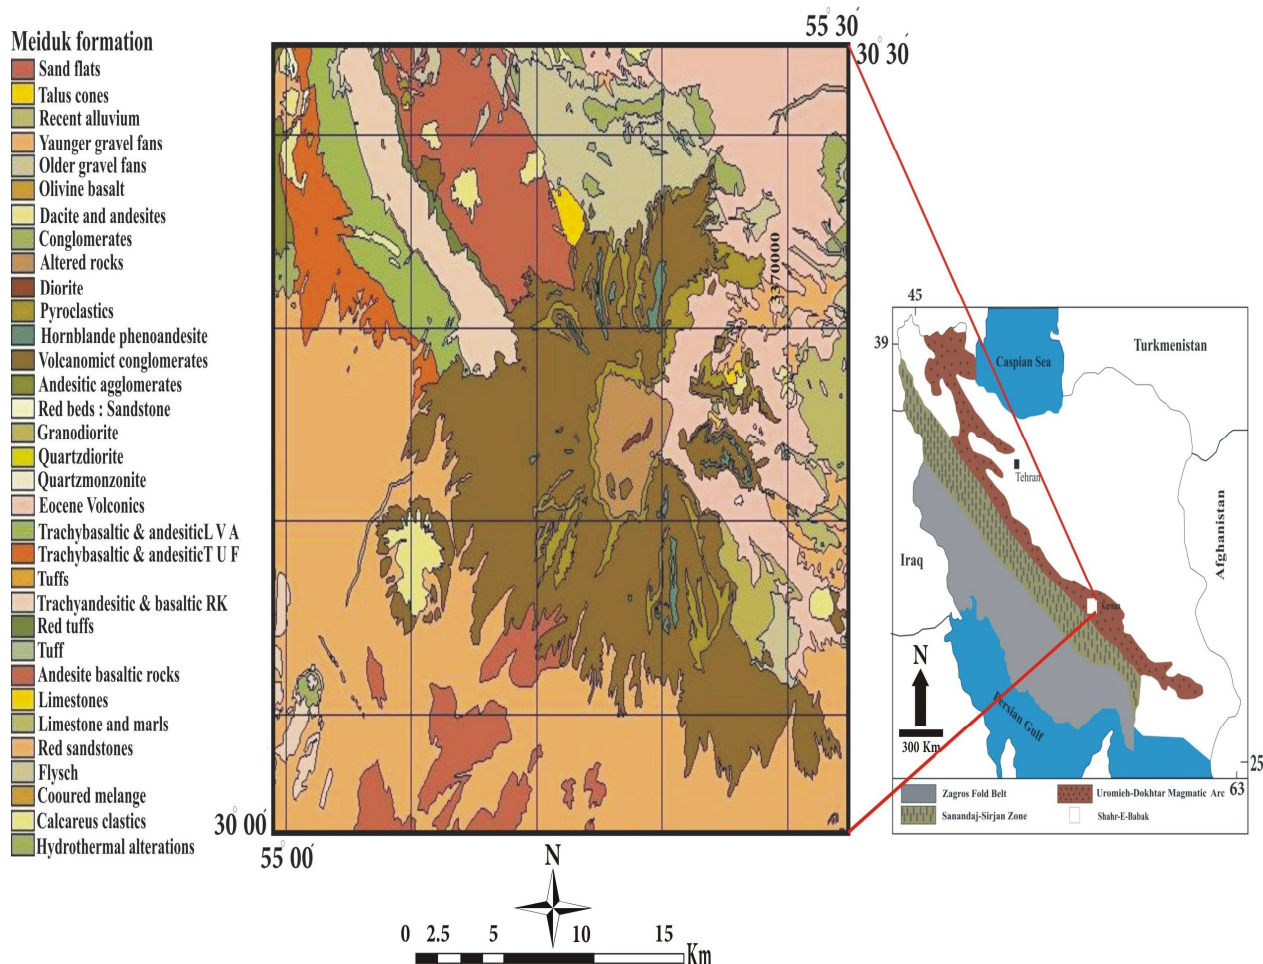 Meiduk formation
Sand flats
Talus cones
Recent alluvium
Yaunger gravel fans
Older gravel fans
Olivine basalt
Dacite and andesites
Conglomerates
Altered rocks
Diorite
Pyroclastics
Hornblande phenoandesite
Volcanomict conglomerates
Andesitic agglomerates
Red beds : Sandstone
Granodiorite
Quartzdiorite
Quartzmonzonite
Eocene Volconics
Trachybasaltic & andesiticL V A
Trachybasaltic & andesiticT U F
Tuffs
Trachyandesitic & basaltic RK
Red tuffs
Tuff
Andesite basaltic rocks
Limestones
Limestone and marls
Red sandstones
Flysch
Cooured melange
Calcareus clastics
Hydrothermal alterations
55° 30´
30° 30´
3370000
30° 00´
55° 00´
N
0 2.5 5 10 15
Km
45
39
Caspian Sea
Turkmenistan
Tehran
Afghanistan
Iraq
N
300 Km
Persian Gulf
25
63
Zagros Fold Belt
Uromieh-Dokhtar Magmatic Arc
Sanandaj-Sirjan Zone
Shahr-E-Babak